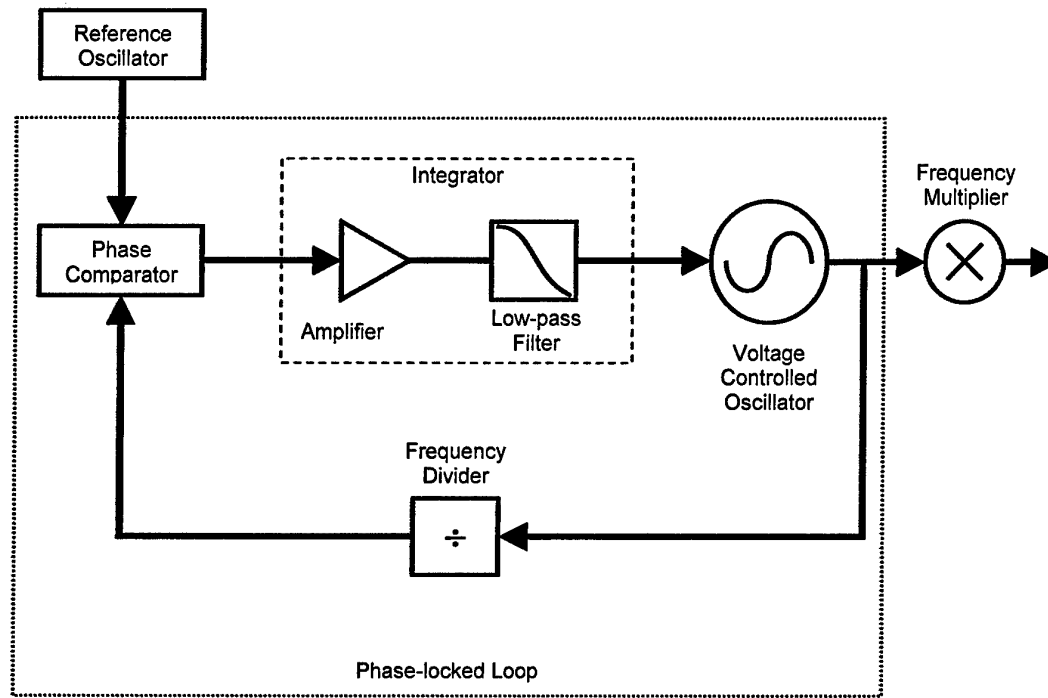 Reference
Oscillator
Integrator
Frequency
Multiplier
Phase
Comparator
Amplifier
Low-pass
Filter
Voltage
Controlled
Oscillator
Frequency
Divider
÷
Phase-locked Loop